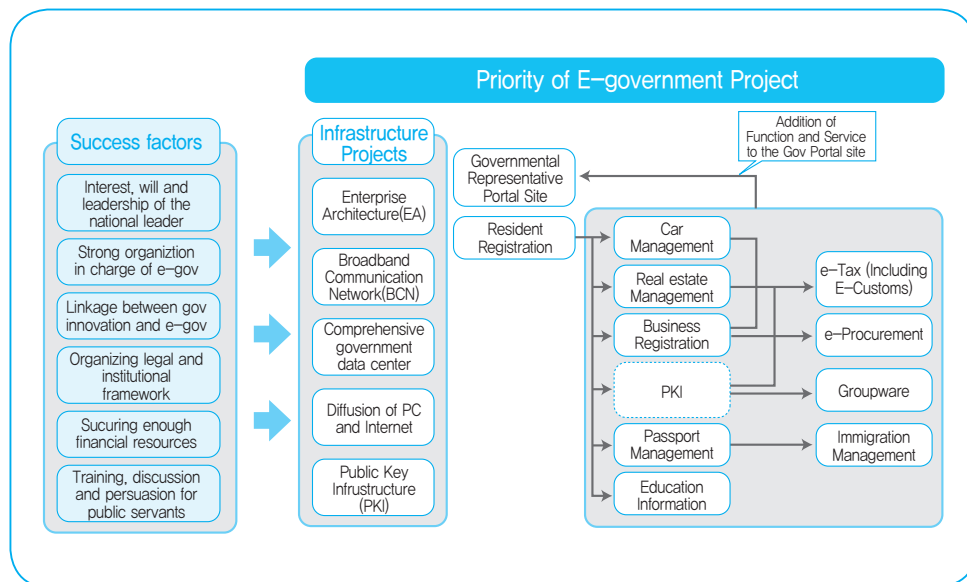 Priority of E-government Project
Success factors
Interest, will and
leadership of the
national leader
Strong organiztion
in charge of e-gov
Linkage between gov
innovation and e-gov
Organizing legal and
institutional
framework
Sucuring enough
financial resources
Training, discussion
and persuasion for
public servants
Infrastructure
Projects
Enterprise
Architecture(EA)
Broadband
Communication
Network(BCN)
Comprehensive
government
data center
Diffusion of PC
and Internet
Public Key
Infrustructure
(PKI)
Governmental
Representative
Portal Site
Resident
Registration
Addition of
Function and Service
to the Gov Portal site
Car
Management
Real estate
Management
Business
Registration
PKI
Passport
Management
Education
Information
e-Tax (Including
E-Customs)
e-Procurement
Groupware
Immigration
Management